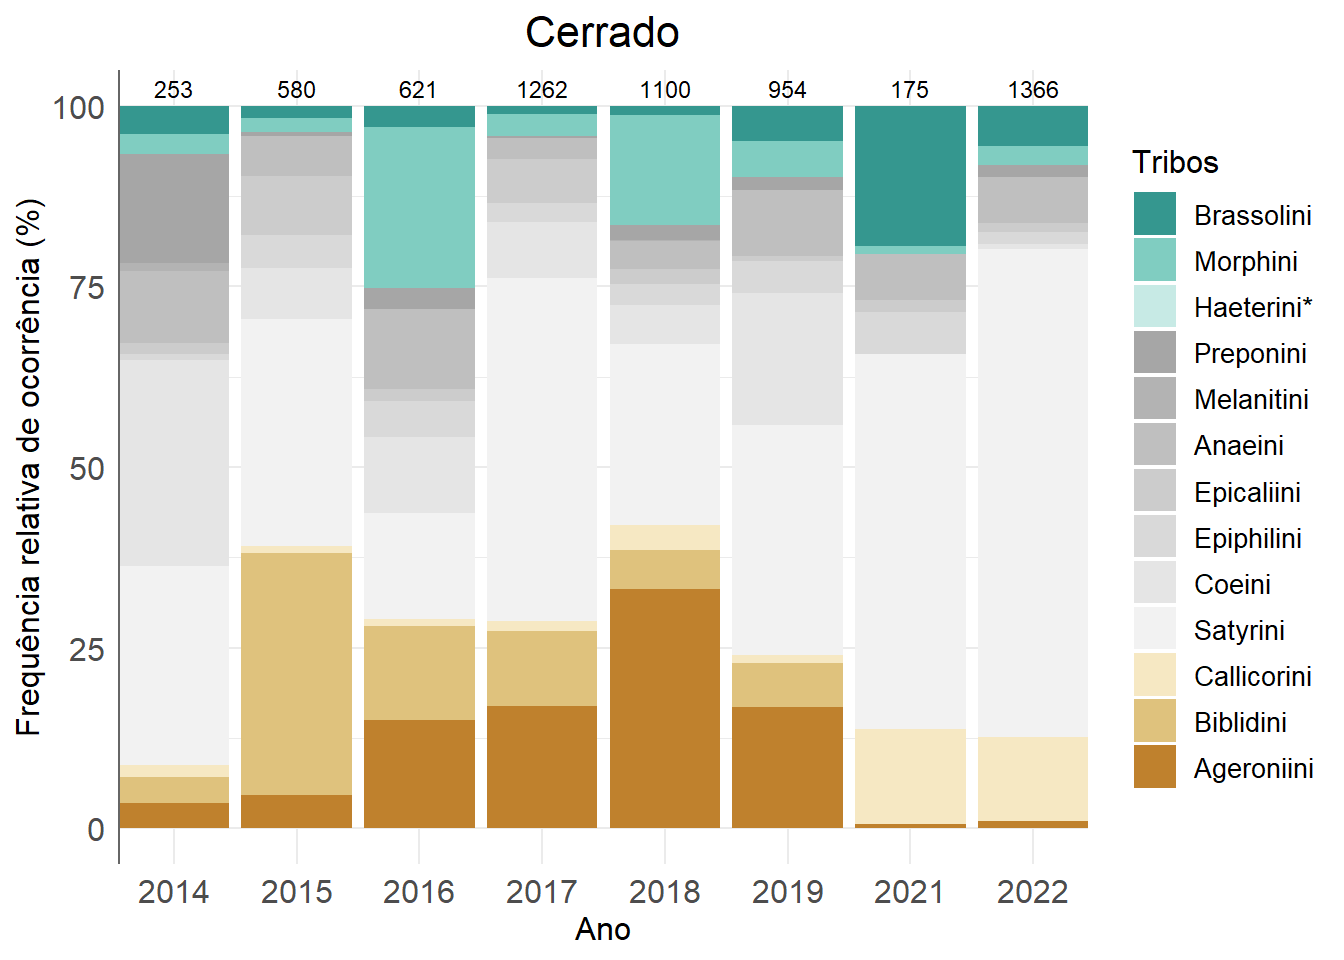 Cerrado
253 580 621 1262 1100 954 175 1366
100
75
50
25
0
Frequência relativa de ocorrência (%)
2014 2015 2016 2017 2018 2019 2021 2022
Ano
Tribos
Brassolini
Morphini
Haeterini*
Preponini
Melanitini
Anaeini
Epicaliini
Epiphilini
Coeini
Satyrini
Callicorini
Biblidini
Ageroniini